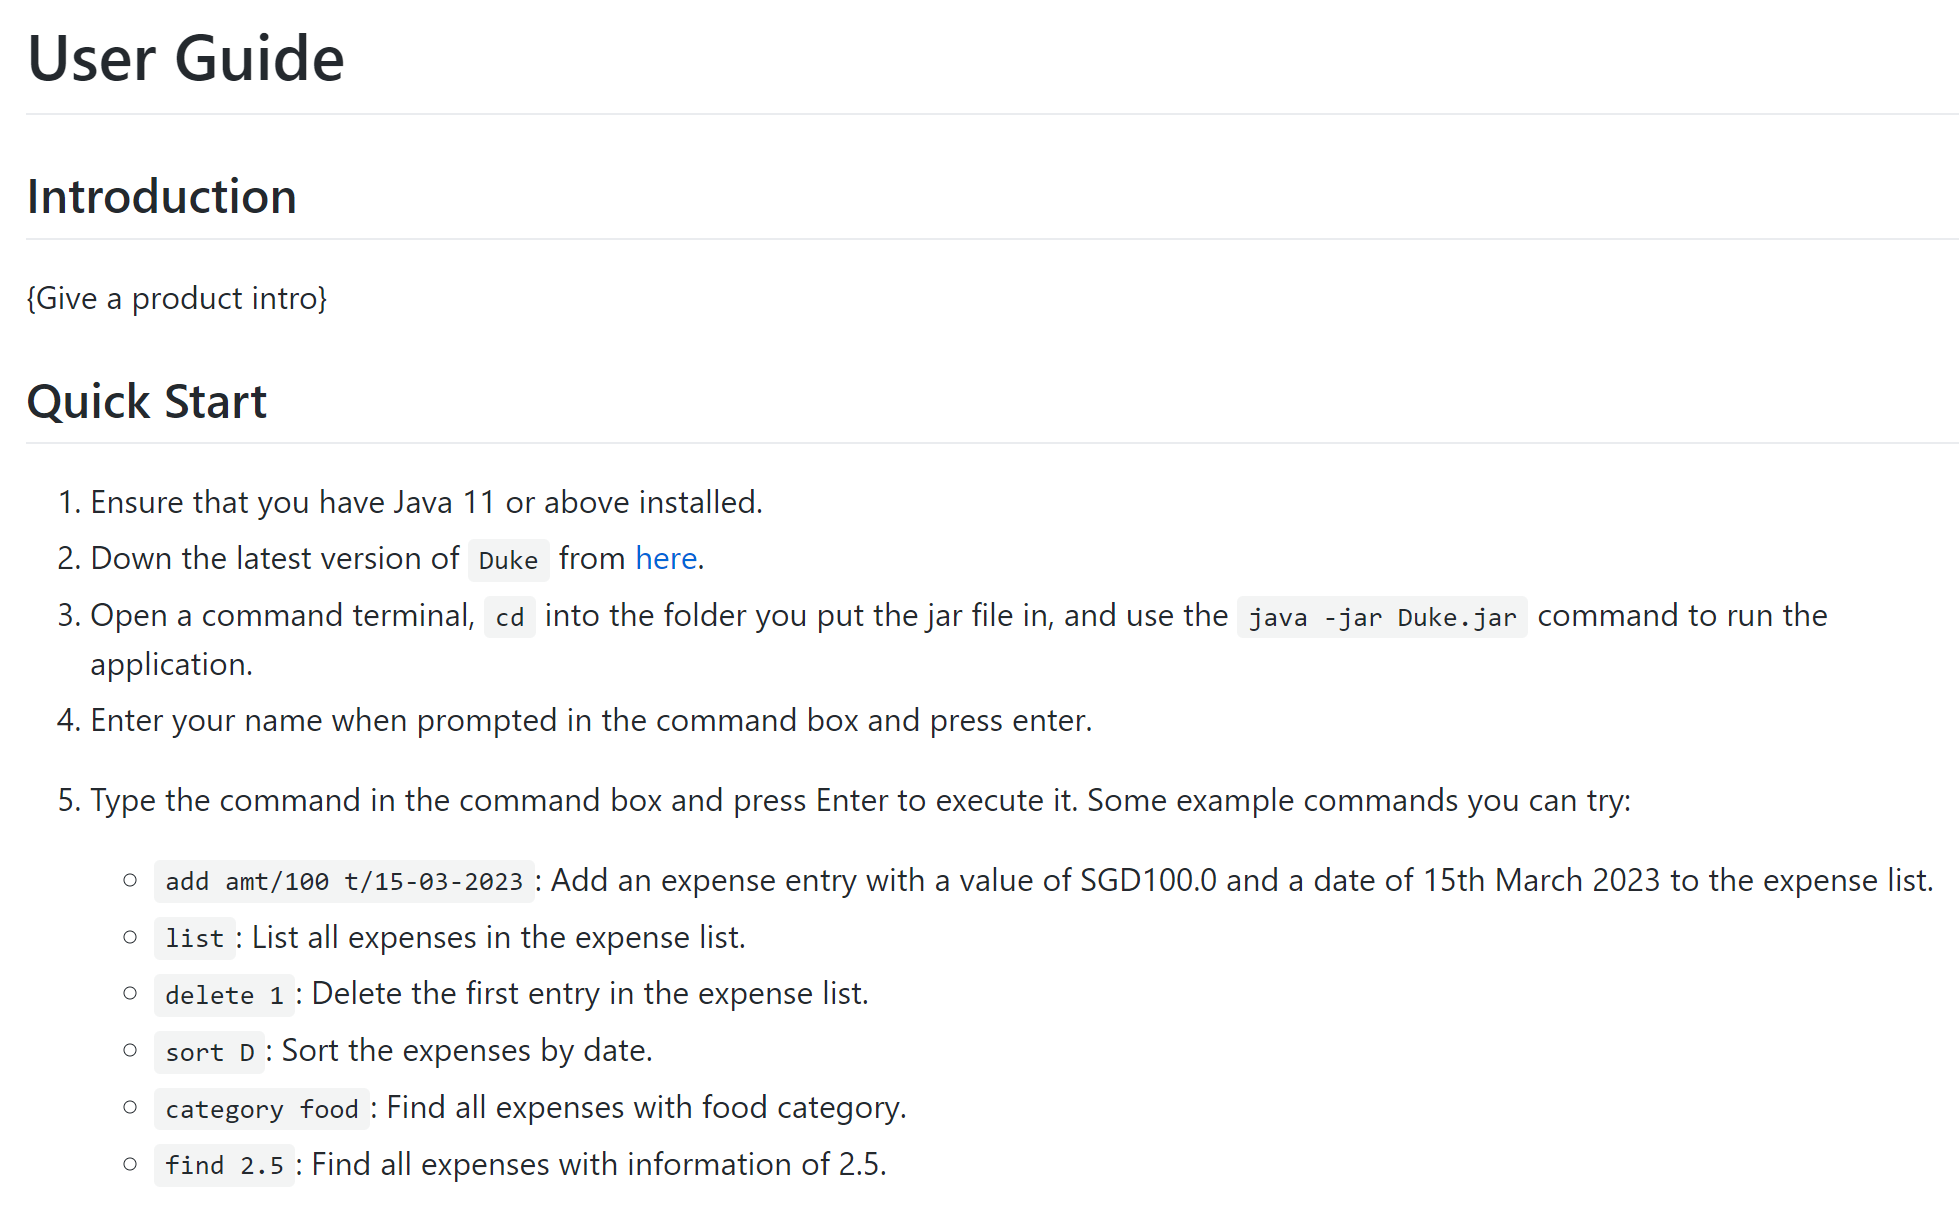 User Guide
Introduction
{Give a product intro}
Quick Start
1. Ensure that you have Java 11 or above installed.
2. Down the latest version of Duke from here.
3. Open a command terminal, cd into the folder you put the jar file in, and use the java -jar Duke.jar command to run the
application.
4. Enter your name when prompted in the command box and press enter.
5. Type the command in the command box and press Enter to execute it. Some example commands you can try:
add amt/100 t/15-03-2023 : Add an expense entry with a value of SGD100.0 and a date of 15th March 2023 to the expense list.
list : List all expenses in the expense list.
delete 1 : Delete the first entry in the expense list.
sort D : Sort the expenses by date.
category food : Find all expenses with food category.
find 2.5 : Find all expenses with information of 2.5.